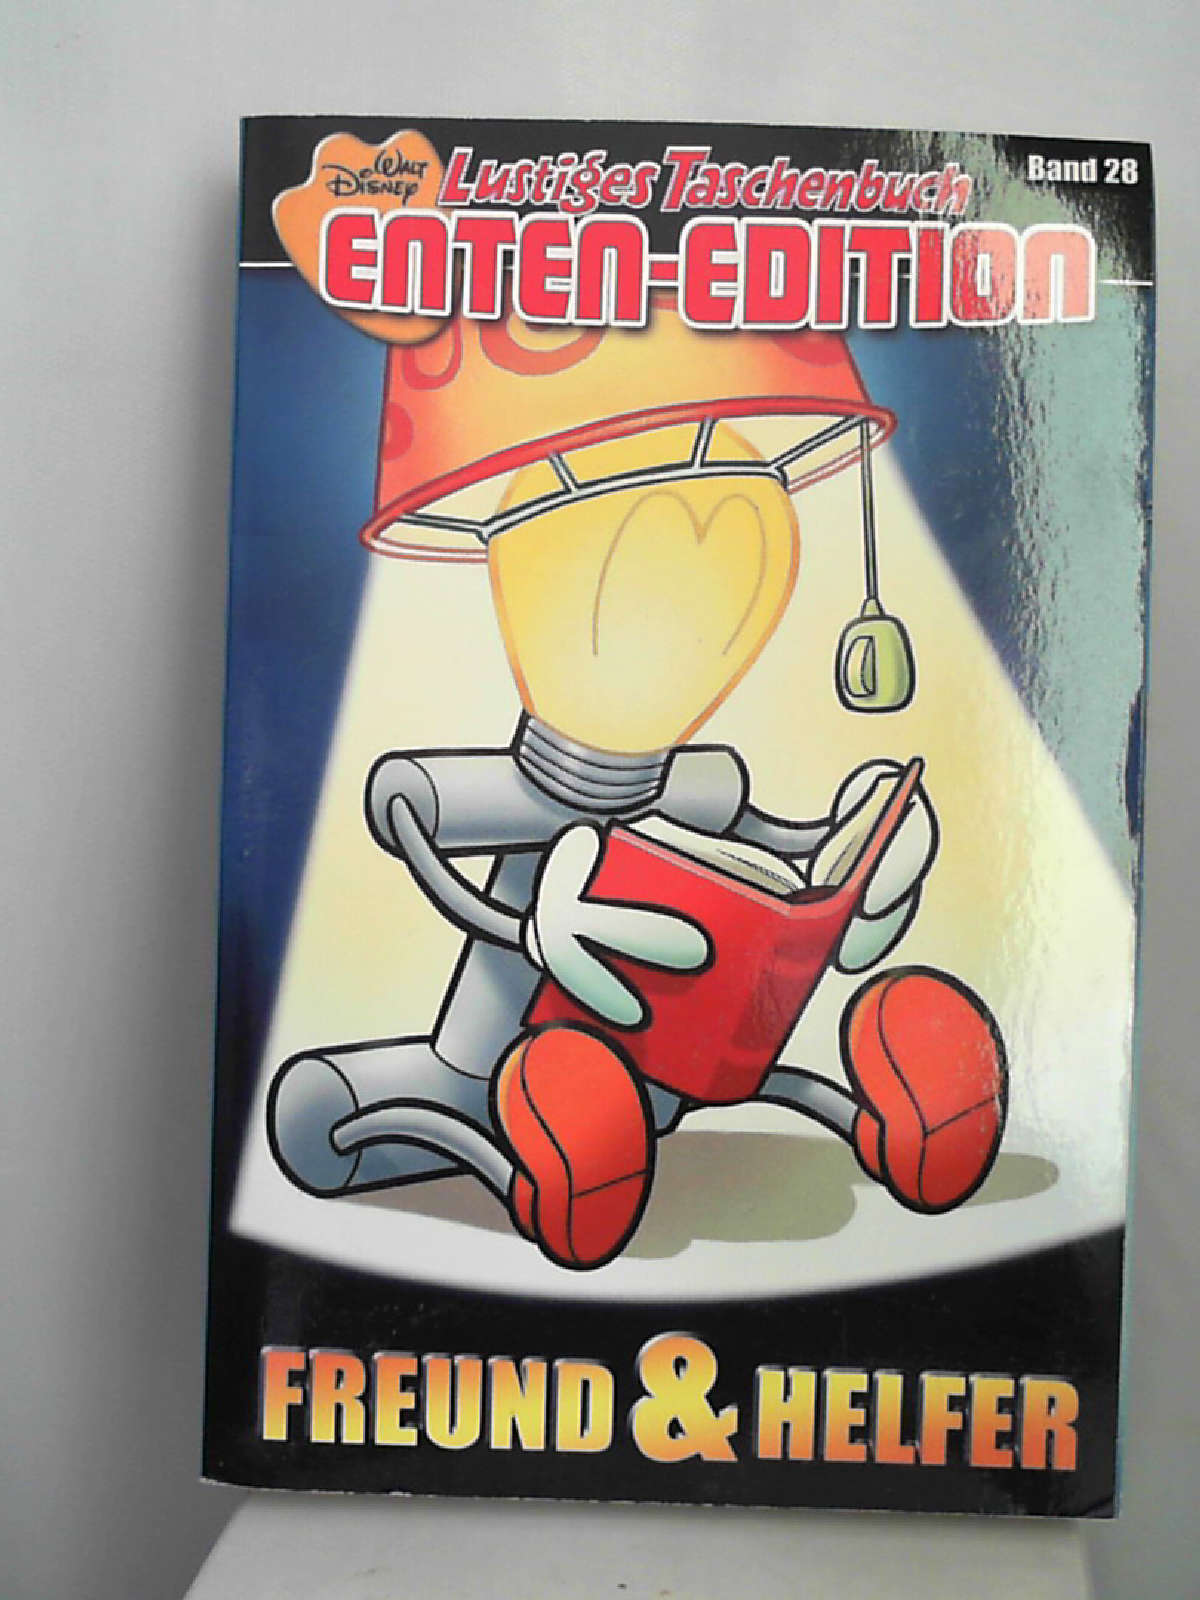 Walt Disney
Lustiges Taschenbuch
Band 28
ENTEN-EDITION
FREUND & HELFER